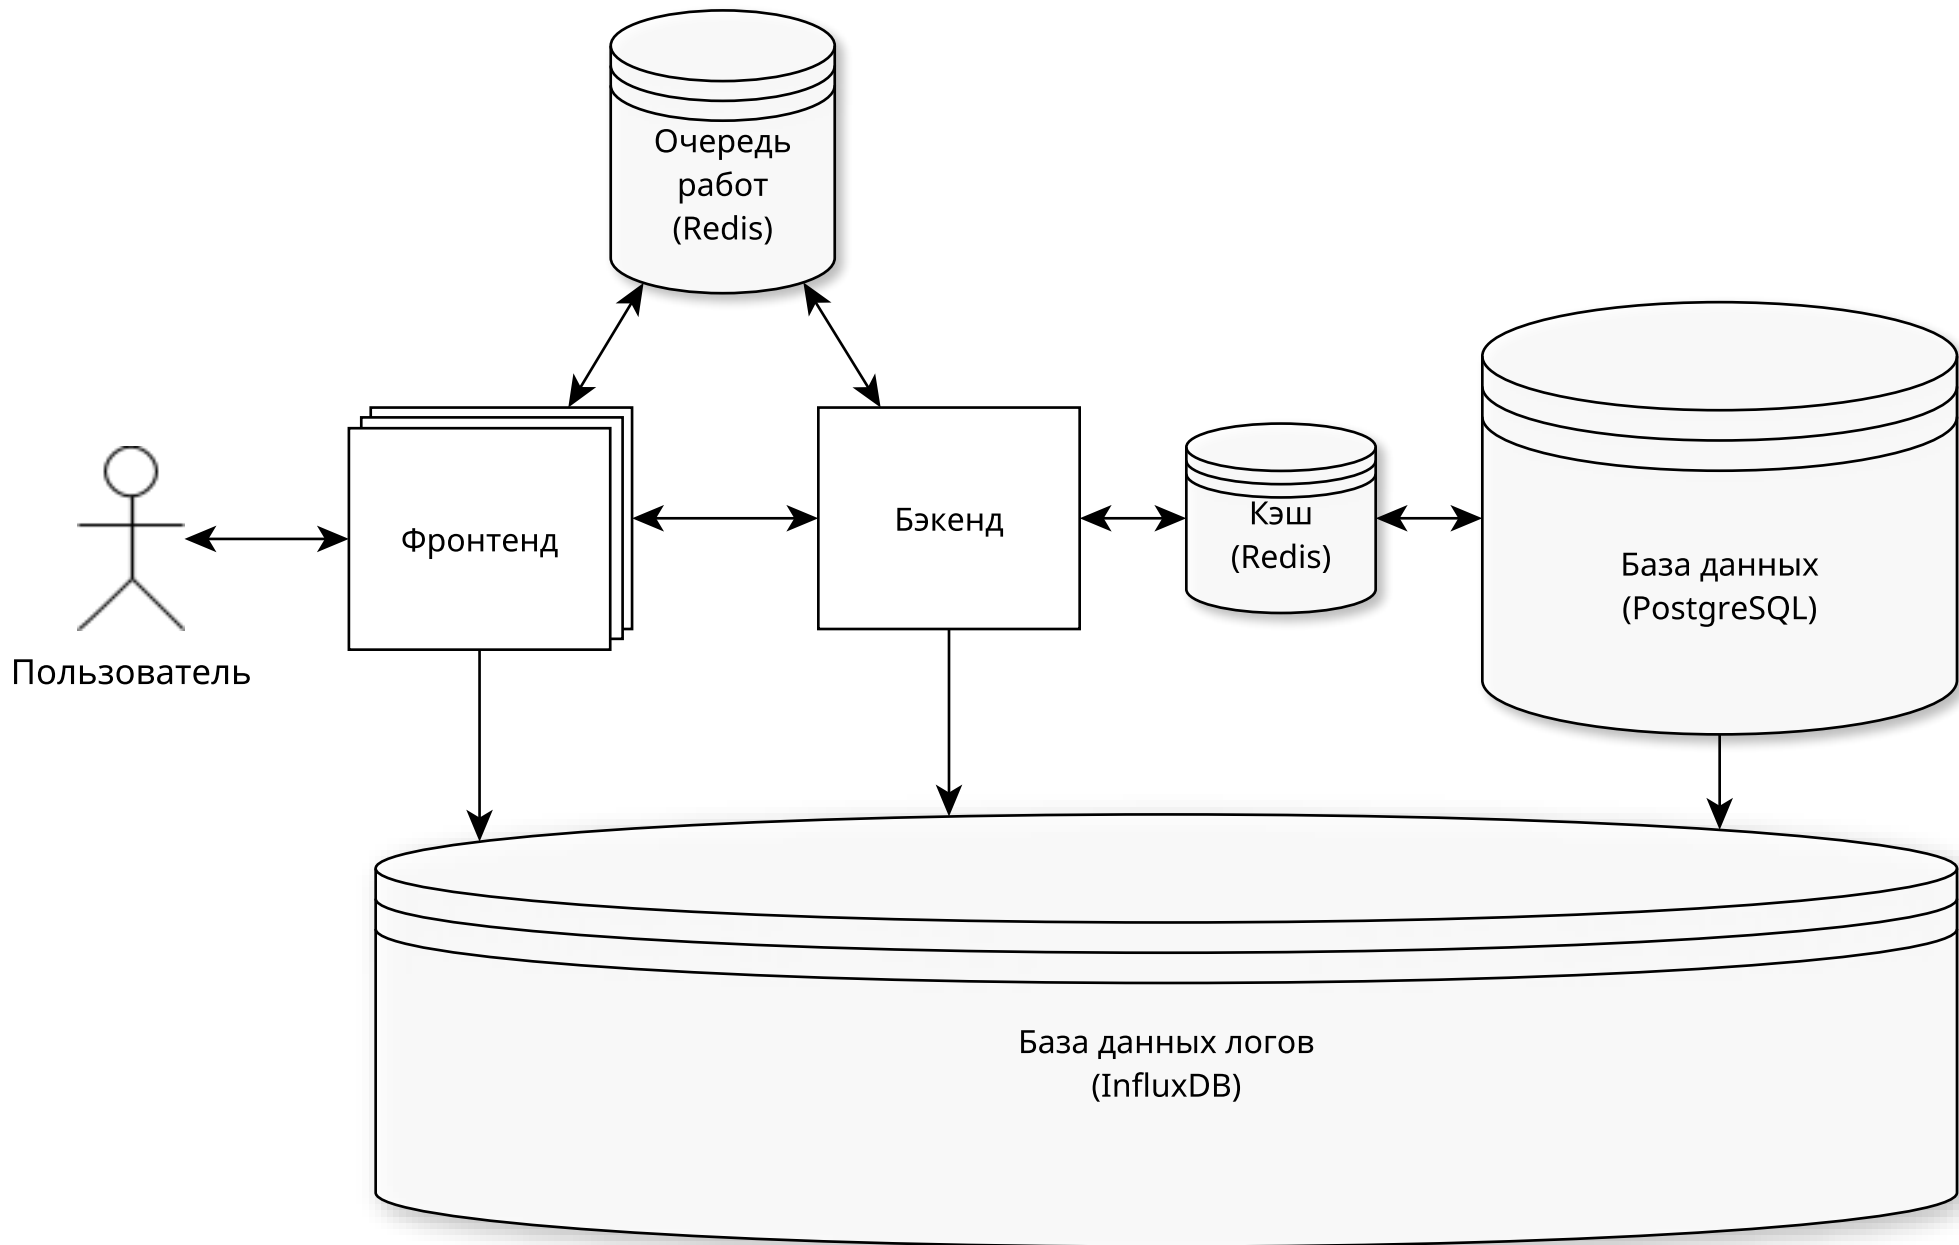 Очередь
работ
(Redis)
Пользователь
Фронтенд
Бэкенд
Кэш
(Redis)
База данных
(PostgreSQL)
База данных логов
(InfluxDB)